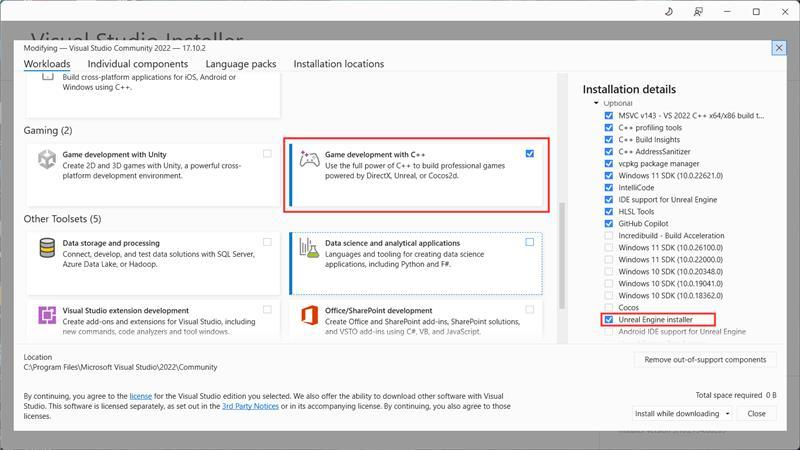 Visual Studio Installer
Modifying — Visual Studio Community 2022 — 17.10.2
Workloads
Individual components
Language packs
Installation locations
Build cross-platform applications for iOS, Android or
Windows using C++.
Gaming (2)
Game development with Unity
Create 2D and 3D games with Unity, a powerful cross-
platform development environment.
Game development with C++
Use the full power of C++ to build professional games
powered by DirectX, Unreal, or Cocos2d.
Other Toolsets (5)
Data storage and processing
Connect, develop, and test data solutions with SQL Server,
Azure Data Lake, or Hadoop.
Data science and analytical applications
Languages and tooling for creating data science
applications, including Python and F#.
Visual Studio extension development
Create add-ons and extensions for Visual Studio, including
new commands, code analyzers and tool windows.
Office/SharePoint development
Create Office and SharePoint add-ins, SharePoint solutions,
and VSTO add-ins using C#, VB, and JavaScript.
Installation details
Optional
MSVC v143 - VS 2022 C++ x64/x86 build t...
C++ profiling tools
C++ Build Insights
C++ AddressSanitizer
vcpkg package manager
Windows 11 SDK (10.0.22621.0)
IntelliCode
IDE support for Unreal Engine
HLSL Tools
GitHub Copilot
Incredibuild - Build Acceleration
Windows 11 SDK (10.0.26100.0)
Windows 11 SDK (10.0.22000.0)
Windows 10 SDK (10.0.20348.0)
Windows 10 SDK (10.0.19041.0)
Windows 10 SDK (10.0.18362.0)
Cocos
Unreal Engine installer
Android IDE support for Unreal Engine
Location
C:\Program Files\Microsoft Visual Studio\2022\Community
Remove out-of-support components
By continuing, you agree to the license for the Visual Studio edition you selected. We also offer the ability to download other software with Visual
Studio. This software is licensed separately, as set out in the 3rd Party Notices or in its accompanying license. By continuing, you also agree to those
licenses.
Total space required 0 B
Install while downloading
Close